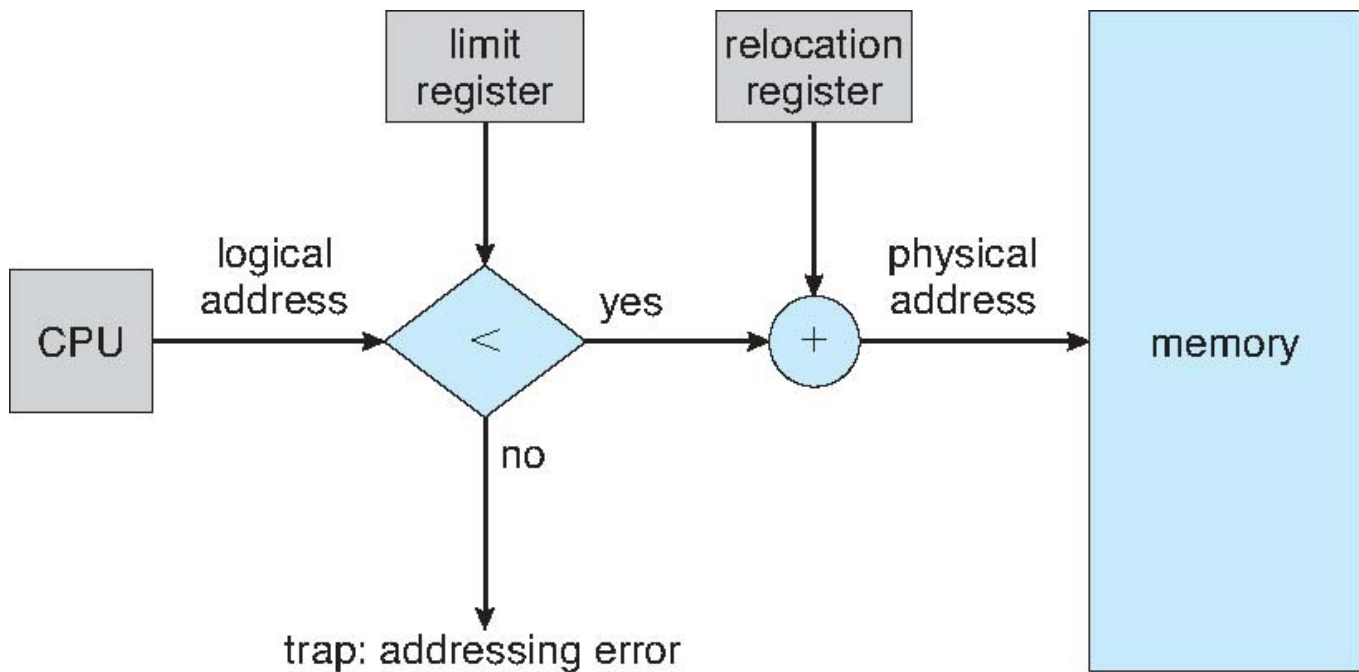 limit
register
relocation
register
logical
address
physical
address
CPU
<
yes
+
memory
no
trap: addressing error